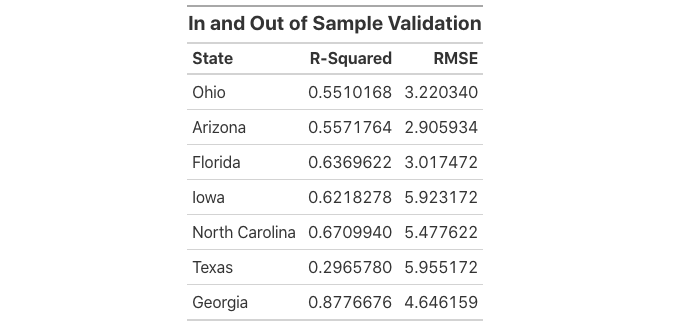 In and Out of Sample Validation
State R-Squared RMSE
Ohio 0.5510168 3.220340
Arizona 0.5571764 2.905934
Florida 0.6369622 3.017472
Iowa 0.6218278 5.923172
North Carolina 0.6709940 5.477622
Texas 0.2965780 5.955172
Georgia 0.8776676 4.646159